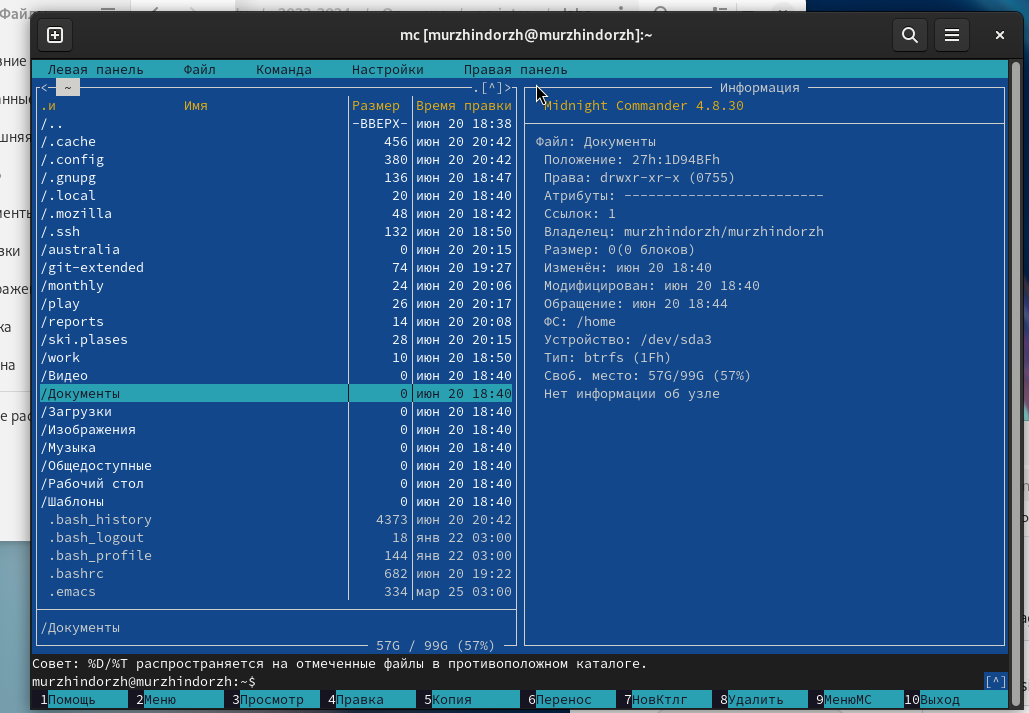 mc [murzhindorzh@murzhindorzh]:~
Левая панель Файл Команда Настройки Правая панель
<─ ~ .[^]>
.и Имя Размер Время правки
/.. -ВВЕРХ- июн 20 18:38
/.cache 456 июн 20 20:42
/.config 380 июн 20 20:42
/.gnupg 136 июн 20 18:47
/.local 20 июн 20 18:40
/.mozilla 48 июн 20 18:42
/.ssh 132 июн 20 18:50
/australia 0 июн 20 20:15
/git-extended 74 июн 20 19:27
/monthly 24 июн 20 20:06
/play 26 июн 20 20:17
/reports 14 июн 20 20:08
/ski.plases 28 июн 20 20:15
/work 10 июн 20 18:50
/Видео 0 июн 20 18:40
/Документы 0 июн 20 18:40
/Загрузки 0 июн 20 18:40
/Изображения 0 июн 20 18:40
/Музыка 0 июн 20 18:40
/Общедоступные 0 июн 20 18:40
/Рабочий стол 0 июн 20 18:40
/Шаблоны 0 июн 20 18:40
.bash_history 4373 июн 20 20:42
.bash_logout 18 янв 22 03:00
.bash_profile 144 янв 22 03:00
.bashrc 682 июн 20 19:22
.emacs 334 мар 25 03:00
/Документы
57G / 99G (57%)
Информация
Midnight Commander 4.8.30
Файл: Документы
Положение: 27h:1D94BFh
Права: drwxr-xr-x (0755)
Атрибуты: -------------------------
Ссылок: 1
Владелец: murzhindorzh/murzhindorzh
Размер: 0(0 блоков)
Изменён: июн 20 18:40
Модифицирован: июн 20 18:40
Обращение: июн 20 18:44
ФС: /home
Устройство: /dev/sda3
Тип: btrfs (1Fh)
Своб. место: 57G/99G (57%)
Нет информации об узле
Совет: %D/%T распространяется на отмеченные файлы в противоположном каталоге.
murzhindorzh@murzhindorzh:~$ [^]
1Помощь 2Меню 3Просмотр 4Правка 5Копия 6Перенос 7НовКтлг 8Удалить 9МенюМС 10Выход